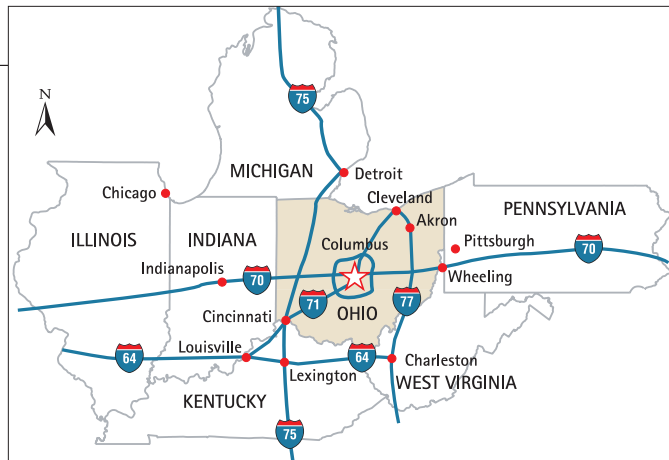 75
N
MICHIGAN
Detroit
Chicago
Cleveland
Akron
PENNSYLVANIA
ILLINOIS
INDIANA
Columbus
Pittsburgh
70
Indianapolis
70
Wheeling
71
77
Cincinnati
OHIO
Louisville
64
64
Charleston
Lexington
WEST VIRGINIA
KENTUCKY
75